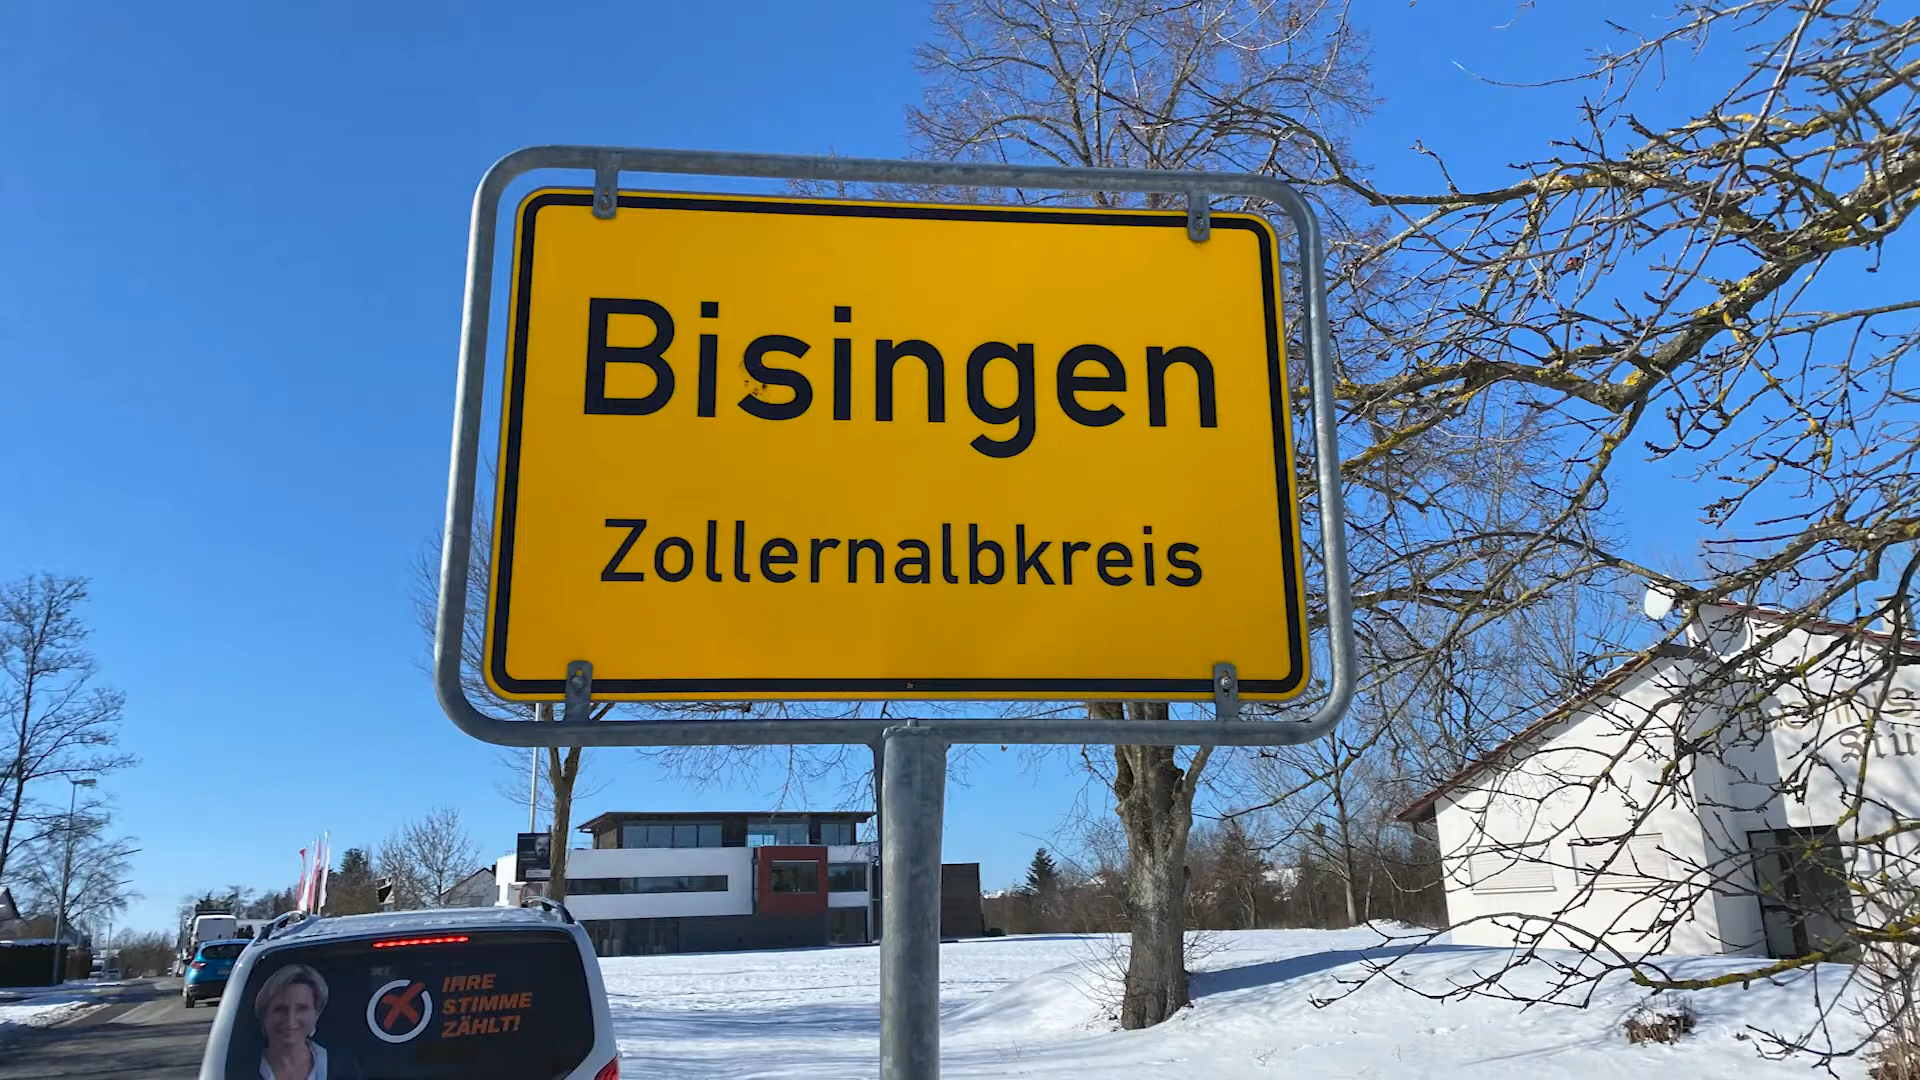 Bisingen
Zollernalbkreis
IHRE
STIMME
ZÄHLT!